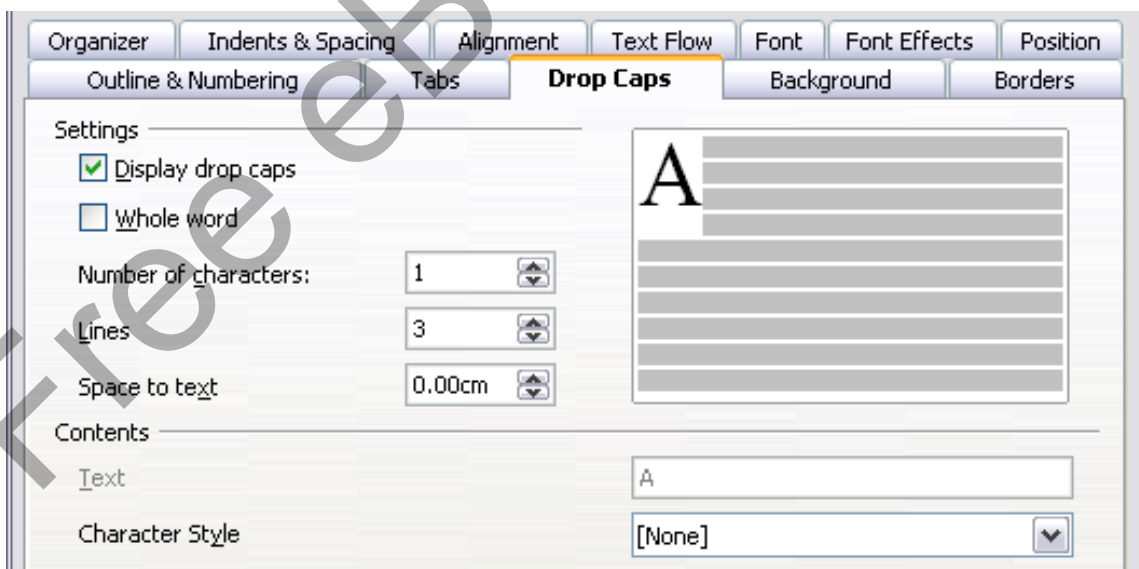 Organizer Indents & Spacing Alignment Text Flow Font Font Effects Position
Outline & Numbering Tabs Drop Caps Background Borders
Settings
Display drop caps
Whole word
Number of characters: 1
Lines 3
Space to text 0.00cm
A
Contents
Text A
Character Style [None]
Free eB